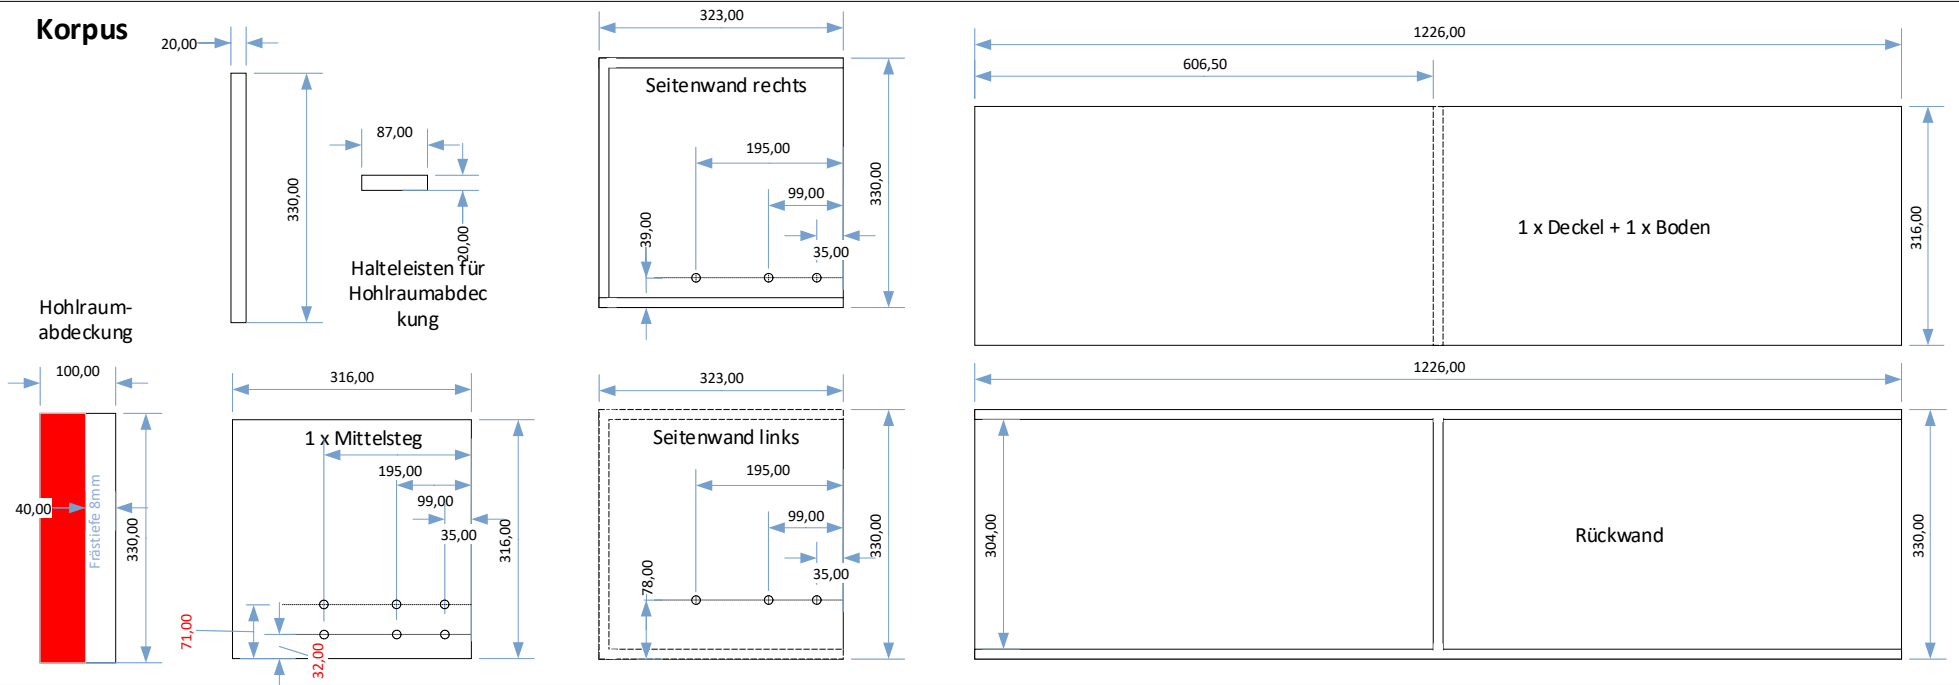 Korpus
20,00
330,00
87,00
20,00
Halteleisten für
Hohlraumabdec
kung
323,00
Seitenwand rechts
195,00
99,00
35,00
39,00
330,00
1226,00
606,50
1 x Deckel + 1 x Boden
316,00
Hohlraum-
abdeckung
100,00
40,00
Frästiefe 8mm
330,00
316,00
1 x Mittelsteg
195,00
99,00
35,00
316,00
71,00
32,00
323,00
Seitenwand links
195,00
99,00
35,00
78,00
330,00
1226,00
304,00
Rückwand
330,00